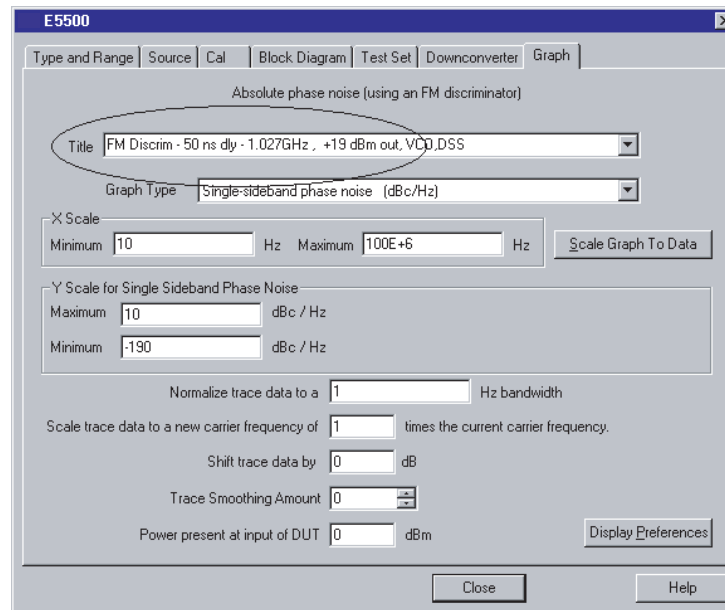 E5500
Type and Range Source Cal Block Diagram Test Set Downconverter Graph
Absolute phase noise (using an FM discriminator)
Title FM Discrim - 50 ns dly - 1.027GHz , +19 dBm out, VCO,DSS
Graph Type Single-sideband phase noise (dBc/Hz)
X Scale
Minimum 10 Hz Maximum 100E+6 Hz Scale Graph To Data
Y Scale for Single Sideband Phase Noise
Maximum 10 dBc / Hz
Minimum -190 dBc / Hz
Normalize trace data to a 1 Hz bandwidth
Scale trace data to a new carrier frequency of 1 times the current carrier frequency.
Shift trace data by 0 dB
Trace Smoothing Amount 0
Power present at input of DUT 0 dBm Display Preferences
Close Help